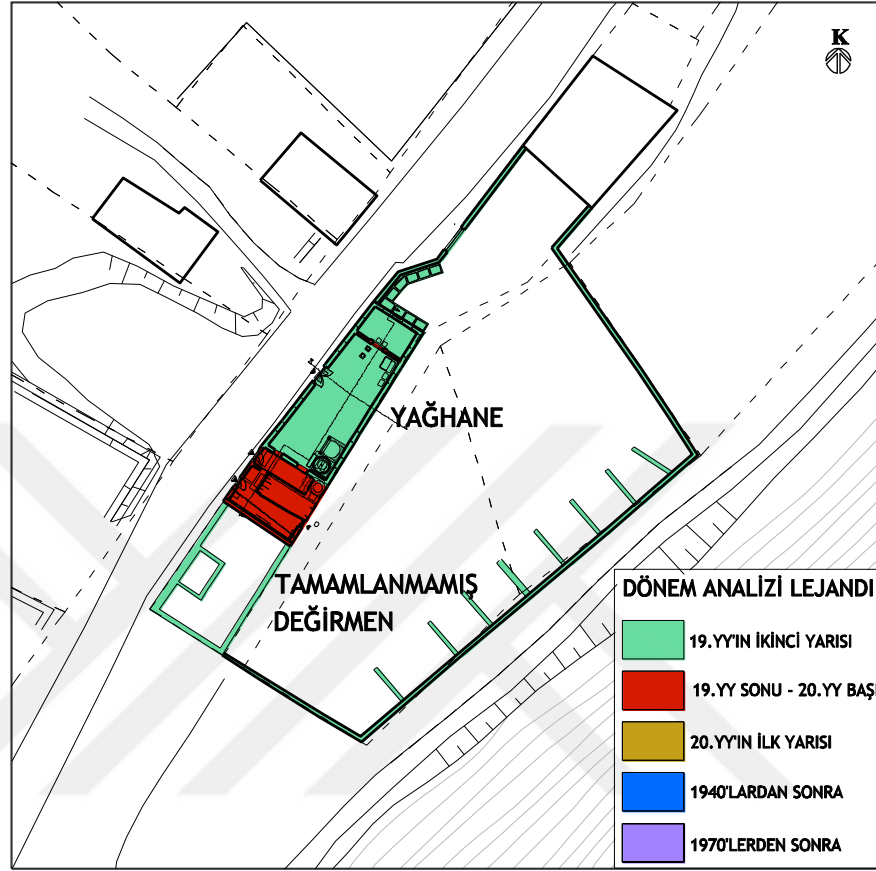 K
YAĞHANE
TAMAMLANMAMIŞ
DEĞİRMEN
DÖNEM ANALİZİ LEJANDI
19.YY'IN İKİNCİ YARISI
19.YY SONU - 20.YY BAŞI
20.YY'IN İLK YARISI
1940'LARDAN SONRA
1970'LERDEN SONRA